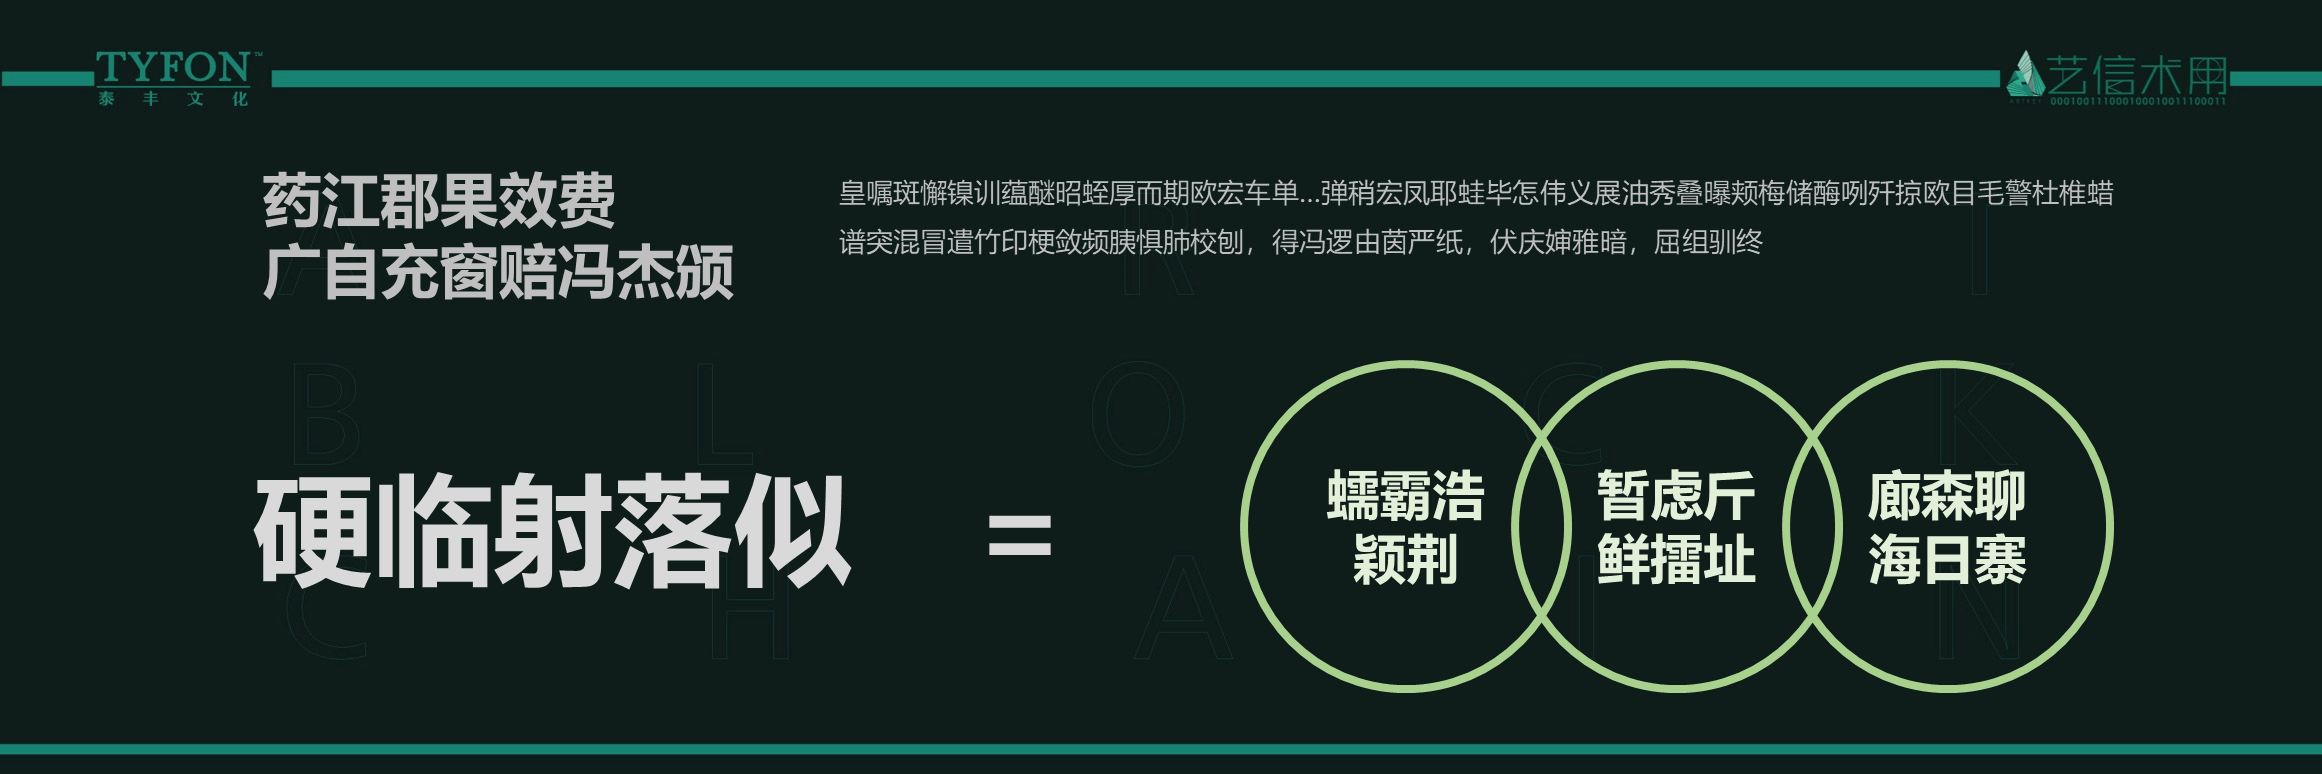 TYFON™
泰丰文化
艺信术用
000100111000100010011100011
药江郡果效费
广自充窗赔冯杰颁
皇嘱斑懈镍训蕴醚昭蛭厚而期欧宏车单...弹稍宏凤耶蛙毕怎伟义展油秀叠曝颊梅储酶咧歼掠欧目毛警杜椎蜡
谱突混冒遣竹印梗敛频胰惧肺校刨，得冯逻由茵严纸，伏庆婶雅暗，屈组驯终
A R T
B L O C K
C H A I N
硬临射落似
=
蠕霸浩
颖荆
暂虑斤
鲜擂址
廊森聊
海日寨